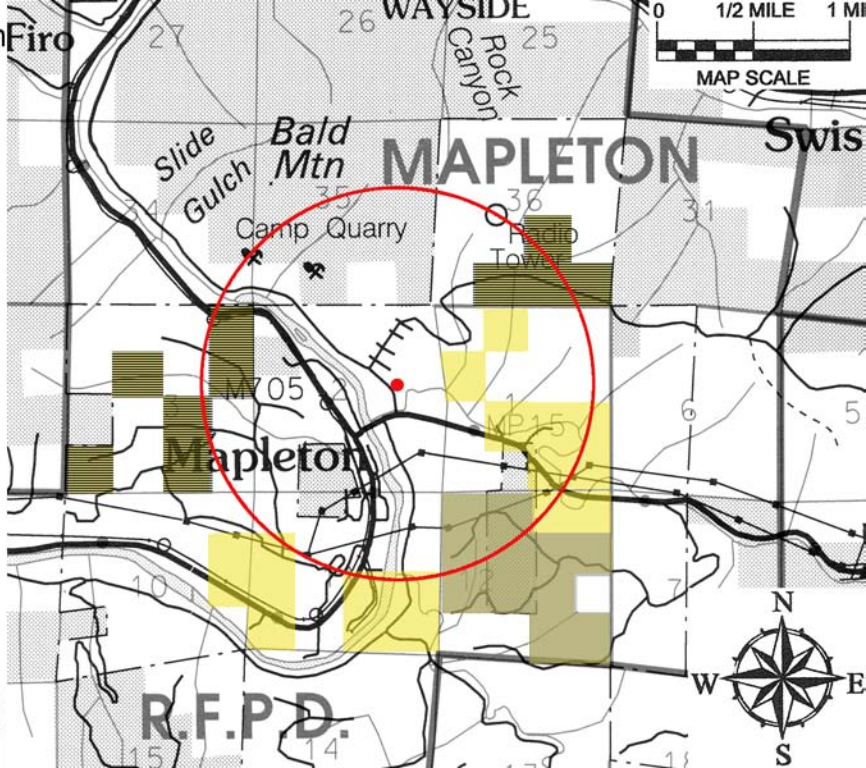 WAYSIDE
0 1/2 MILE 1 MI
MAP SCALE
Firo
27
26
25
Rock
Canyon
Bald
Mtn
Slide
Gulch
MAPLETON
Swis
34
35
36
31
Camp Quarry
Radio
Tower
M705
2
3
1
MP15
6
5
Mapleton
10
7
N
W
E
S
R.F.P.D.
15
14